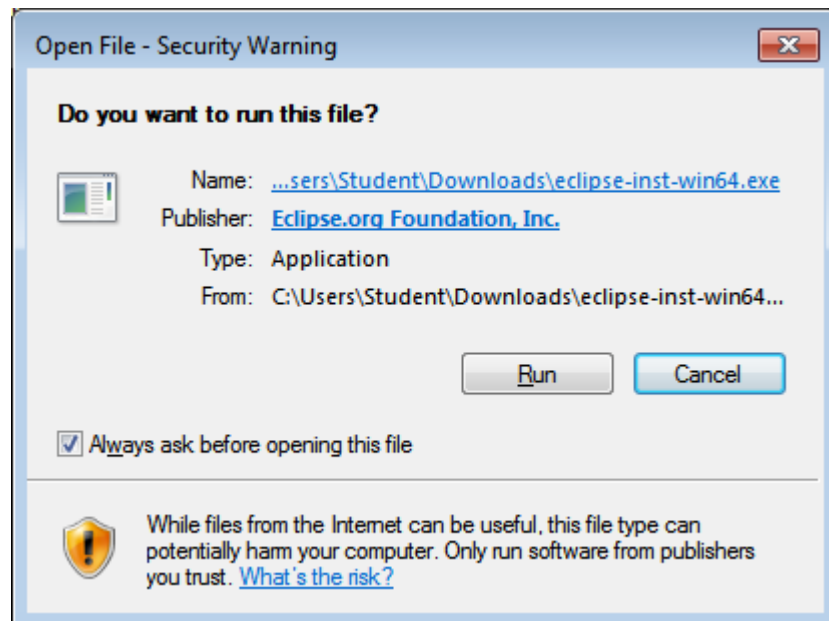 Open File - Security Warning
Do you want to run this file?
Name: ...sers\Student\Downloads\eclipse-inst-win64.exe
Publisher: Eclipse.org Foundation, Inc.
Type: Application
From: C:\Users\Student\Downloads\eclipse-inst-win64...
Run Cancel
Always ask before opening this file
While files from the Internet can be useful, this file type can
potentially harm your computer. Only run software from publishers
you trust. What's the risk?